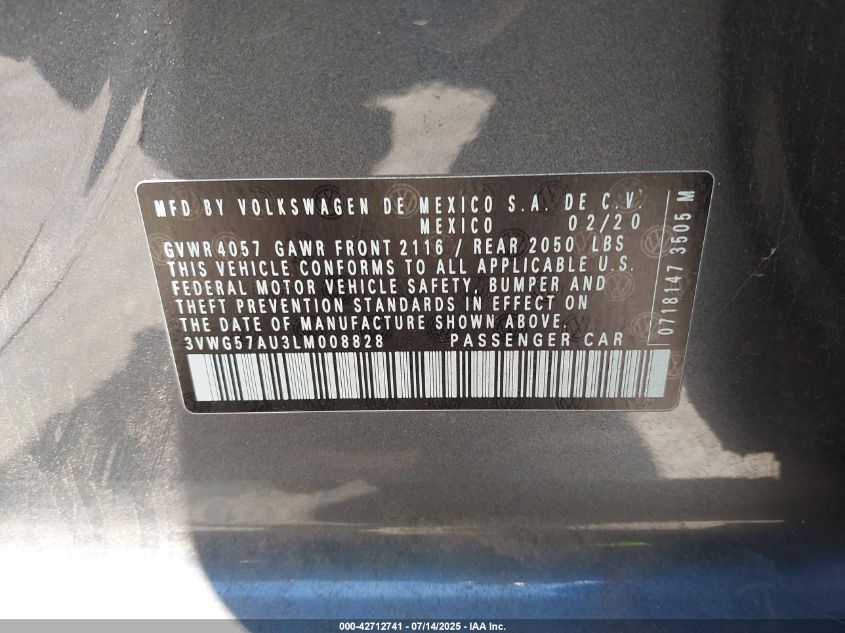 MFD BY VOLKSWAGEN DE MEXICO S.A. DE C.V.
MEXICO 02/20
GVWR 4057 GAWR FRONT 2116 / REAR 2050 LBS
THIS VEHICLE CONFORMS TO ALL APPLICABLE U.S.
FEDERAL MOTOR VEHICLE SAFETY, BUMPER AND
THEFT PREVENTION STANDARDS IN EFFECT ON
THE DATE OF MANUFACTURE SHOWN ABOVE.
3VWG57AU3LM008828 PASSENGER CAR
0718147 3505 M
000-42712741 / 07/14/2025 - IAA Inc.